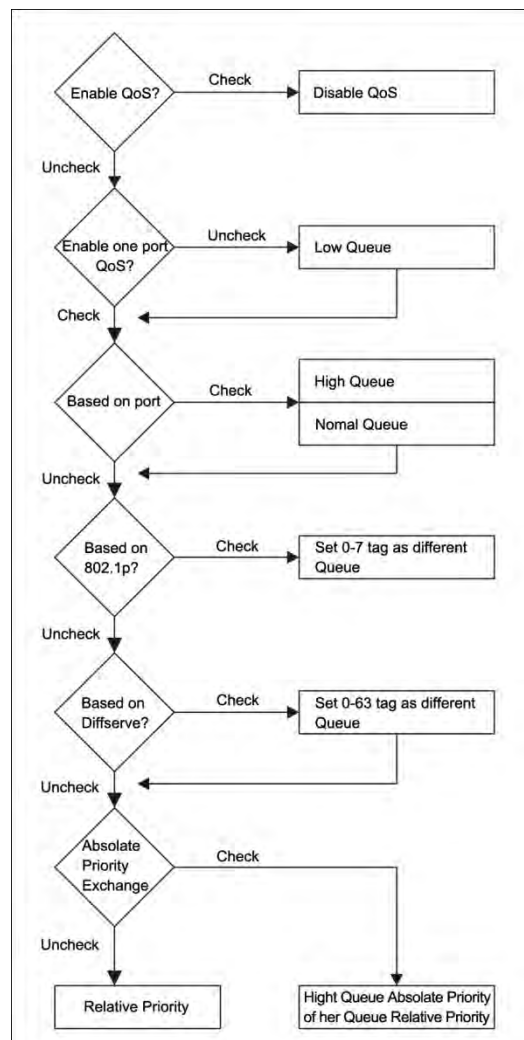 Enable QoS?
Check
Disable QoS
Uncheck
Enable one port
QoS?
Uncheck
Low Queue
Check
Based on port
Check
High Queue
Nomal Queue
Uncheck
Based on
802.1p?
Check
Set 0-7 tag as different
Queue
Uncheck
Based on
Diffserve?
Check
Set 0-63 tag as different
Queue
Uncheck
Absolate
Priority
Exchange
Check
Uncheck
Relative Priority
Hight Queue Absolate Priority
of her Queue Relative Priority